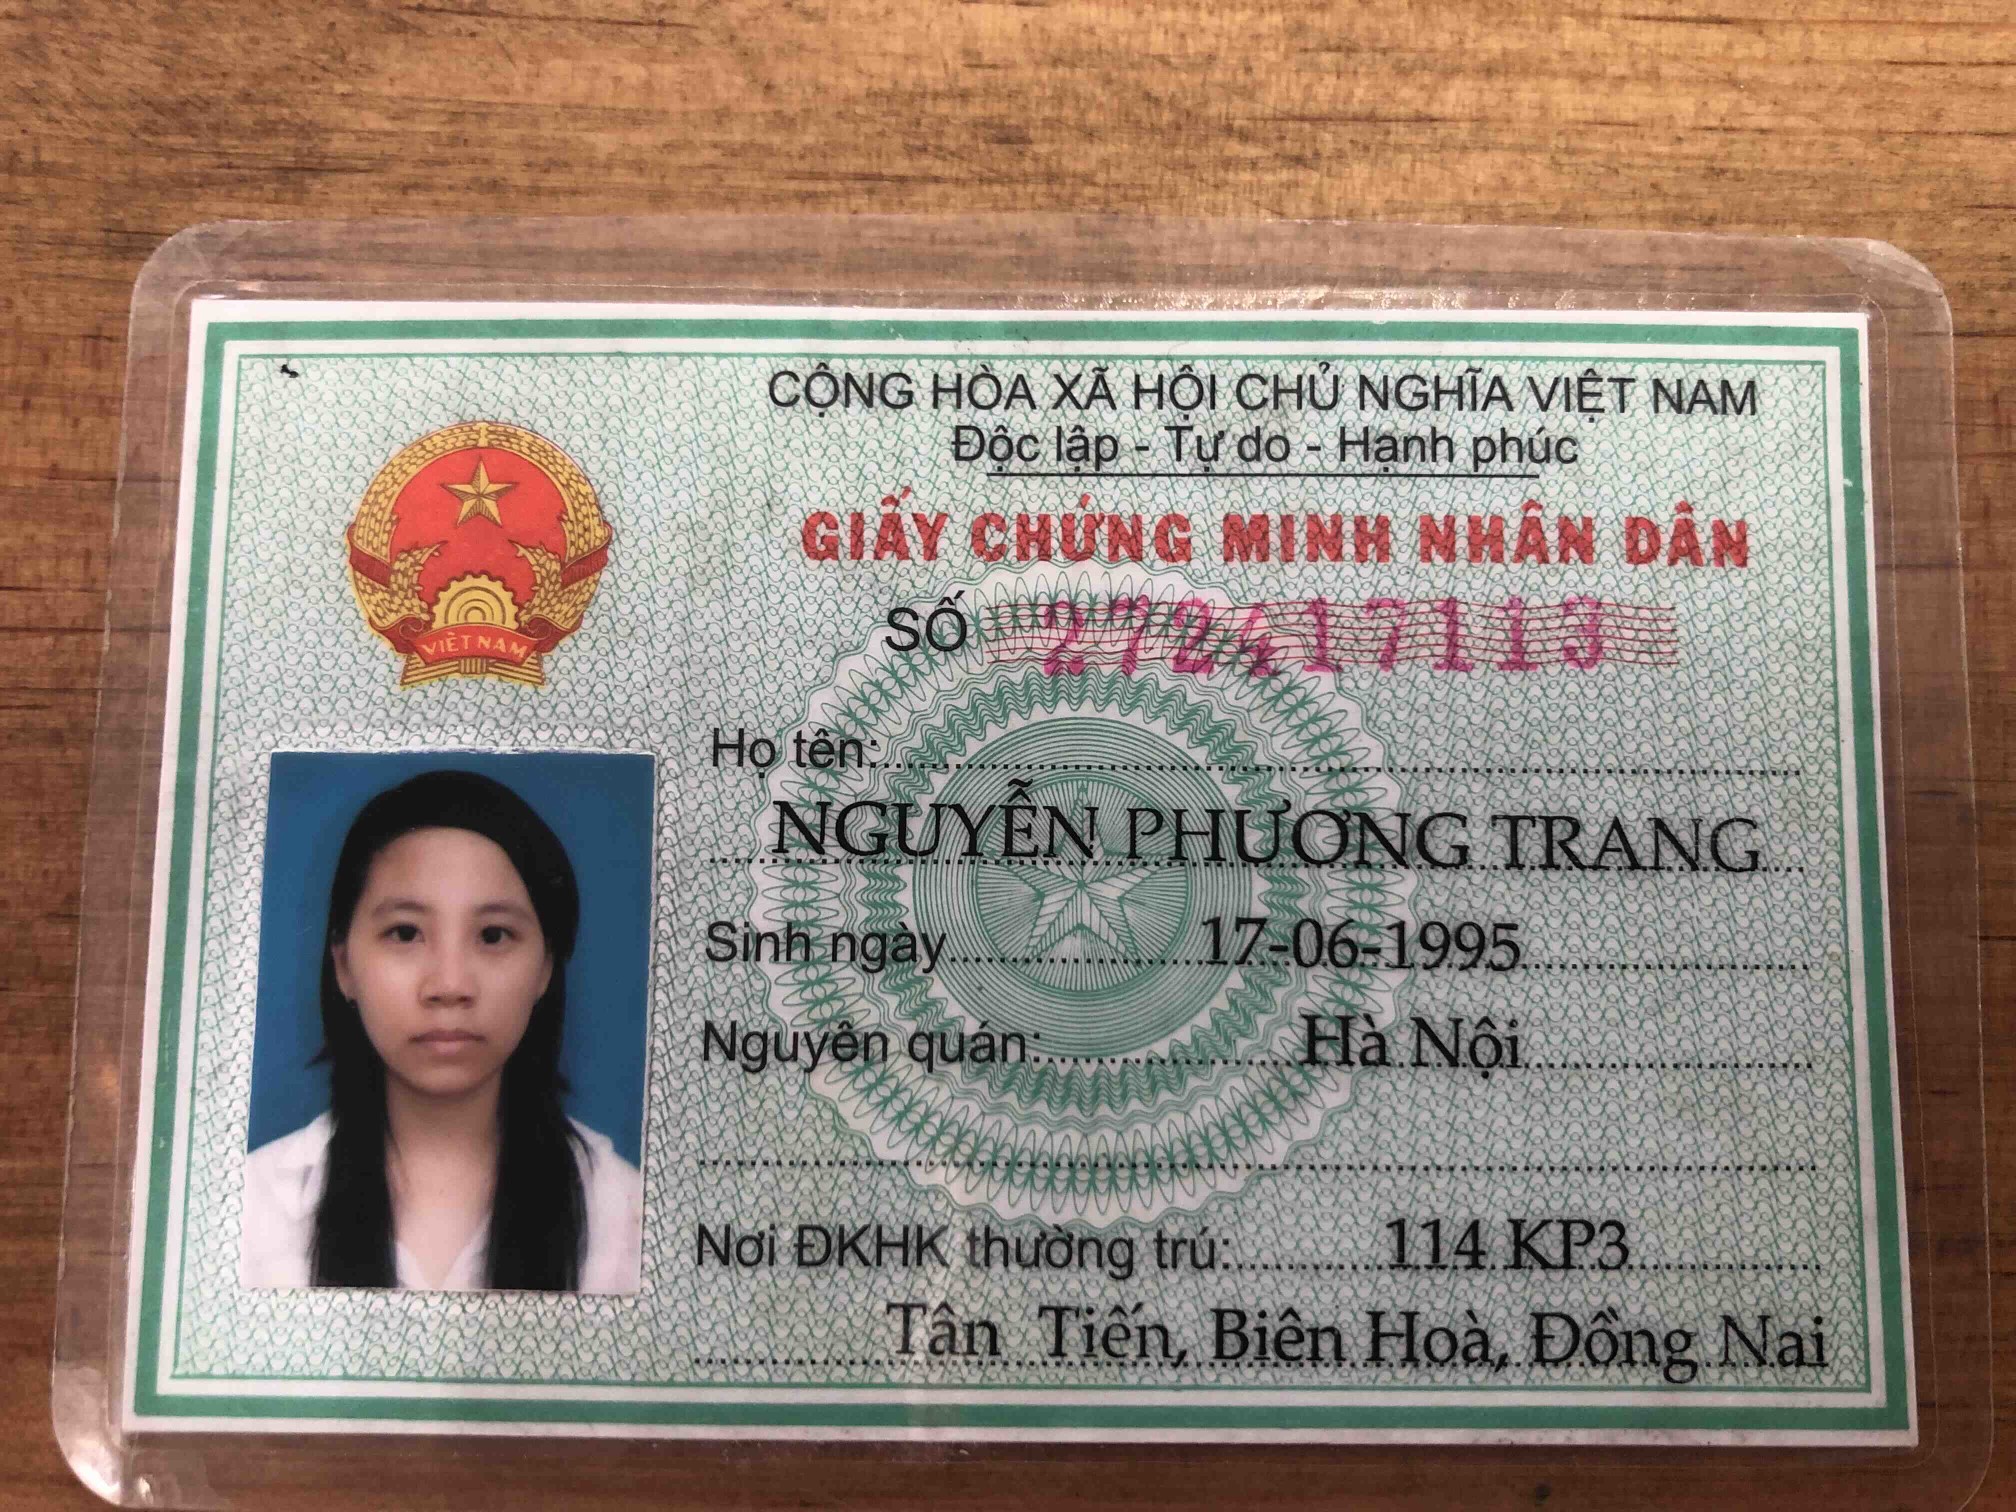 CỘNG HÒA XÃ HỘI CHỦ NGHĨA VIỆT NAM
Độc lập - Tự do - Hạnh phúc
GIẤY CHỨNG MINH NHÂN DÂN
SỐ 272417113
VIỆT NAM
Họ tên:
NGUYỄN PHƯƠNG TRANG
Sinh ngày 17-06-1995
Nguyên quán: Hà Nội
Nơi ĐKHK thường trú: 114 KP3
Tân Tiến, Biên Hoà, Đồng Nai